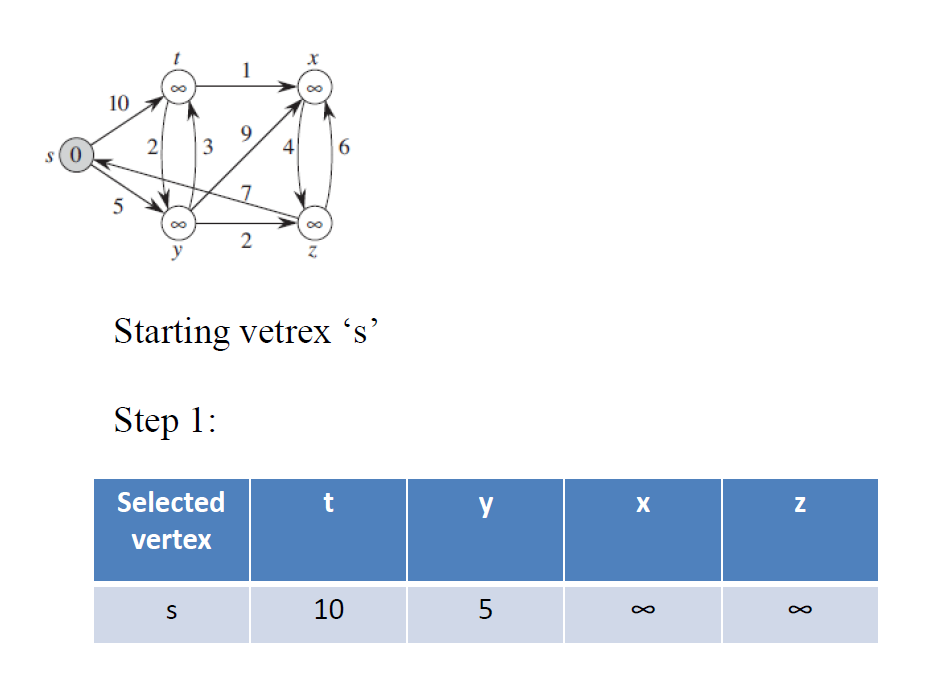 t
1
x
∞
∞
10
2
3
9
4
6
s
0
5
7
∞
∞
y
2
z
Starting vetrex ‘s’
Step 1:
Selected vertex
t
y
x
z
s
10
5
∞
∞